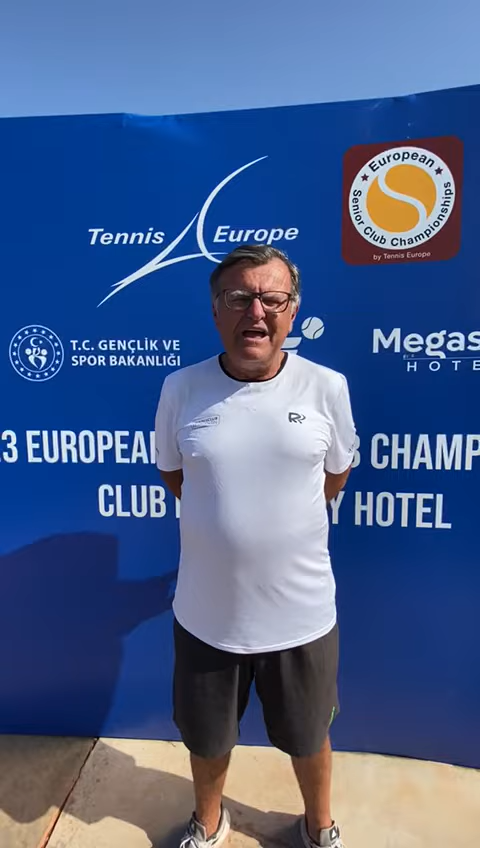 Tennis Europe
European
Senior Club Championships
by Tennis Europe
T.C. GENÇLİK VE
SPOR BAKANLIĞI
Megas
HOTE
3 EUROPEA
CHAMP
CLUB
Y HOTEL
R